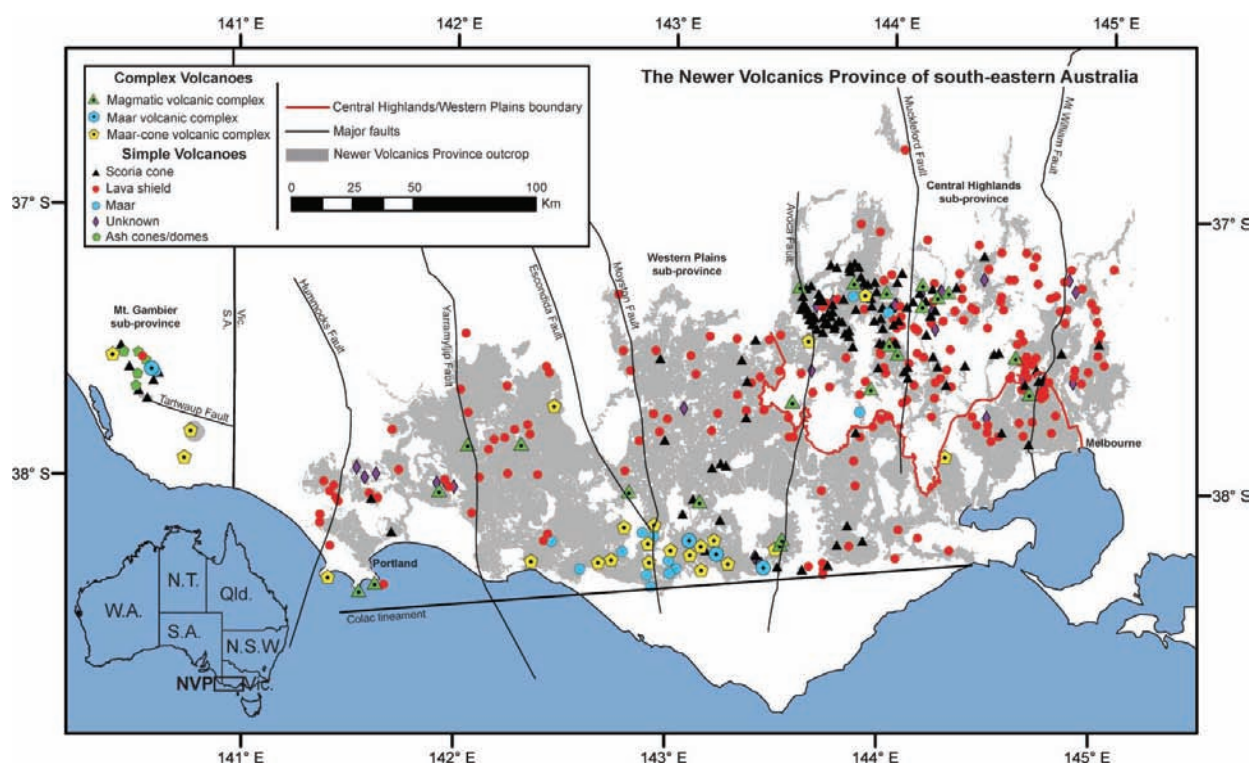 141° E
142° E
143° E
144° E
145° E
The Newer Volcanics Province of south-eastern Australia
Complex Volcanoes
Magmatic volcanic complex
Maar volcanic complex
Maar-cone volcanic complex
Simple Volcanoes
Scoria cone
Lava shield
Maar
Unknown
Ash cones/domes
Central Highlands/Western Plains boundary
Major faults
Newer Volcanics Province outcrop
0 25 50 100
Km
37° S
37° S
38° S
38° S
Muckleford Fault
Mt William Fault
Central Highlands
sub-province
Avoca Fault
Western Plains
sub-province
Moyston Fault
Escondida Fault
Yarramyljup Fault
Hummocks Fault
Vic.
S.A.
Mt. Gambier
sub-province
Tartwaup Fault
Melbourne
Portland
Colac lineament
W.A.
N.T.
Qld.
S.A.
N.S.W
NVP
Vic.
141° E
142° E
143° E
144° E
145° E